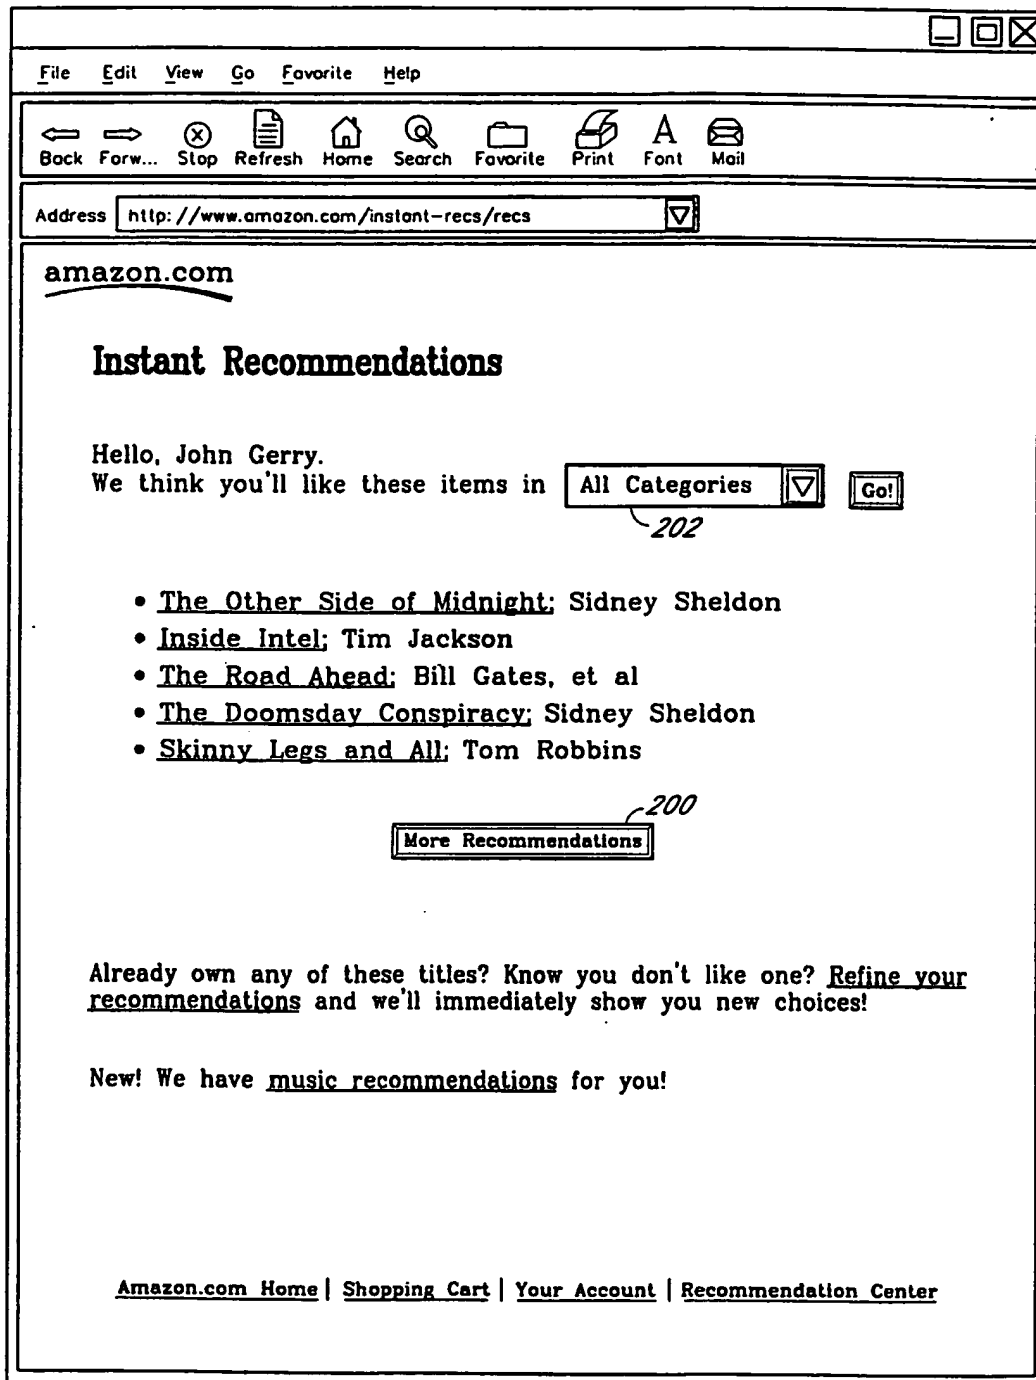 File Edit View Go Favorite Help
Back Forw... Stop Refresh Home Search Favorite Print Font Mail
Address http://www.amazon.com/instant-recs/recs
amazon.com
Instant Recommendations
Hello, John Gerry.
We think you'll like these items in All Categories Go!
202
• The Other Side of Midnight; Sidney Sheldon
• Inside Intel; Tim Jackson
• The Road Ahead; Bill Gates, et al
• The Doomsday Conspiracy; Sidney Sheldon
• Skinny Legs and All; Tom Robbins
200
More Recommendations
Already own any of these titles? Know you don't like one? Refine your
recommendations and we'll immediately show you new choices!
New! We have music recommendations for you!
Amazon.com Home | Shopping Cart | Your Account | Recommendation Center